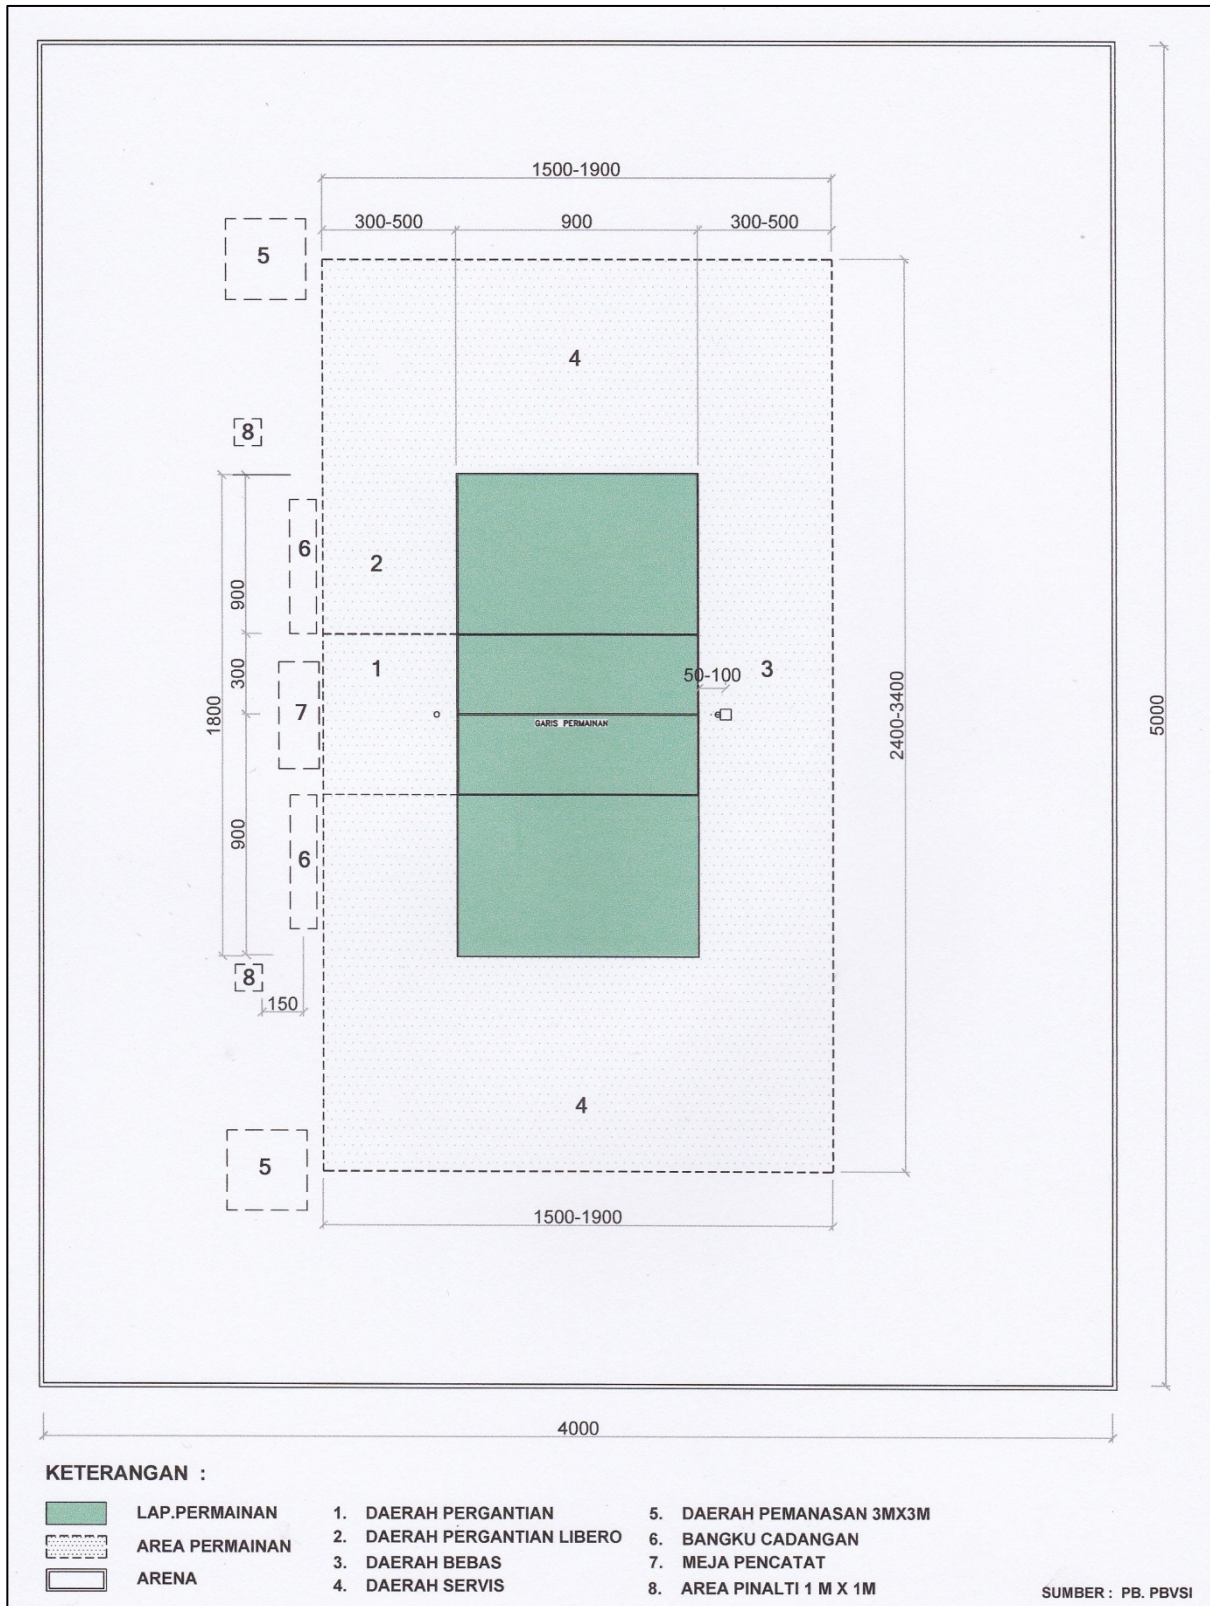 1500-1900
300-500
900
300-500
5
4
8
6
2
900
1
300
50-100
3
7
1800
GARIS PERMAINAN
2400-3400
5000
900
6
8
150
4
5
1500-1900
4000
KETERANGAN :
LAP.PERMAINAN
AREA PERMAINAN
ARENA
1. DAERAH PERGANTIAN
2. DAERAH PERGANTIAN LIBERO
3. DAERAH BEBAS
4. DAERAH SERVIS
5. DAERAH PEMANASAN 3MX3M
6. BANGKU CADANGAN
7. MEJA PENCATAT
8. AREA PINALTI 1 M X 1M
SUMBER : PB. PBVSI